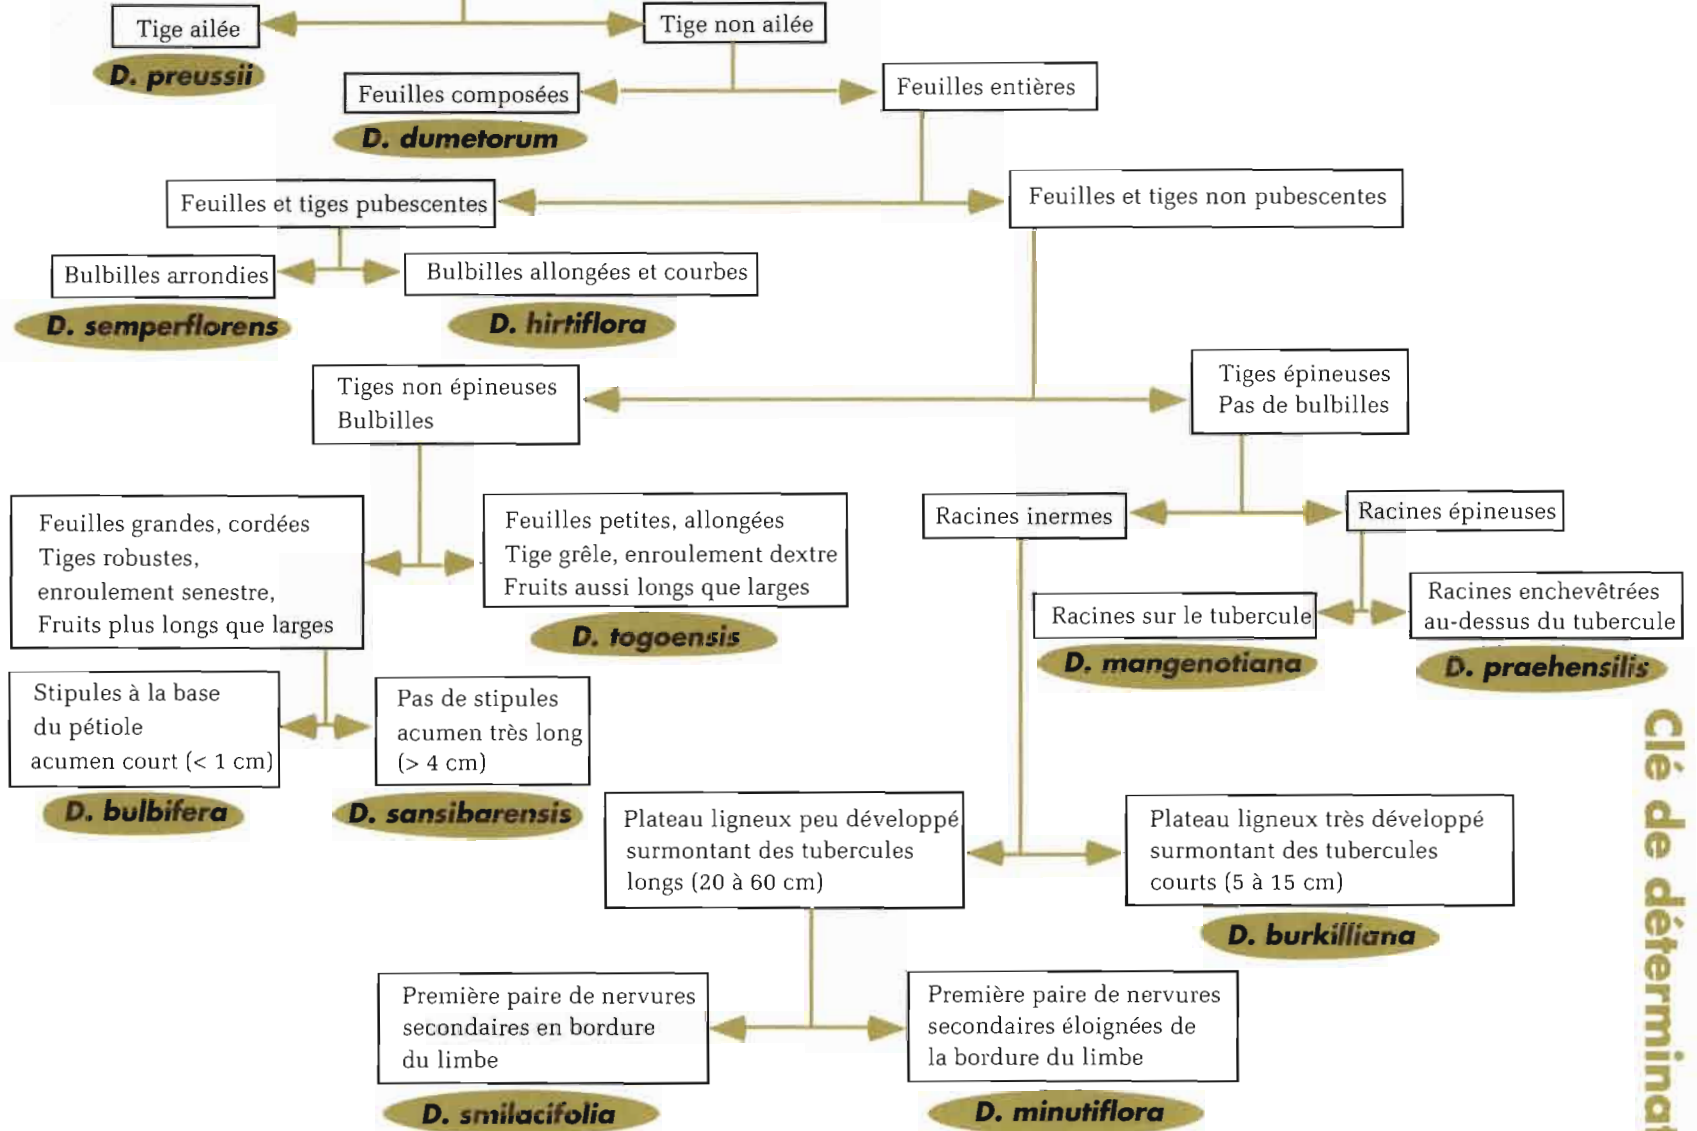 Tige ailée
Tige non ailée
D. preussii
Feuilles composées
Feuilles entières
D. dumetorum
Feuilles et tiges pubescentes
Feuilles et tiges non pubescentes
Bulbilles arrondies
Bulbilles allongées et courbes
D. semperflorens
D. hirtiflora
Tiges non épineuses
Bulbilles
Tiges épineuses
Pas de bulbilles
Feuilles grandes, cordées
Tiges robustes,
enroulement senestre,
Fruits plus longs que larges
Feuilles petites, allongées
Tige grêle, enroulement dextre
Fruits aussi longs que larges
D. togoensis
Racines inermes
Racines épineuses
Racines sur le tubercule
D. mangenotiana
Racines enchevêtrées
au-dessus du tubercule
D. praehensilis
Stipules à la base
du pétiole
acumen court (< 1 cm)
D. bulbifera
Pas de stipules
acumen très long
(> 4 cm)
D. sansibarensis
Plateau ligneux peu développé
surmontant des tubercules
longs (20 à 60 cm)
Plateau ligneux très développé
surmontant des tubercules
courts (5 à 15 cm)
D. burkilliana
Première paire de nervures
secondaires en bordure
du limbe
D. smilacifolia
Première paire de nervures
secondaires éloignées de
la bordure du limbe
D. minutiflora
Clé de déterminat